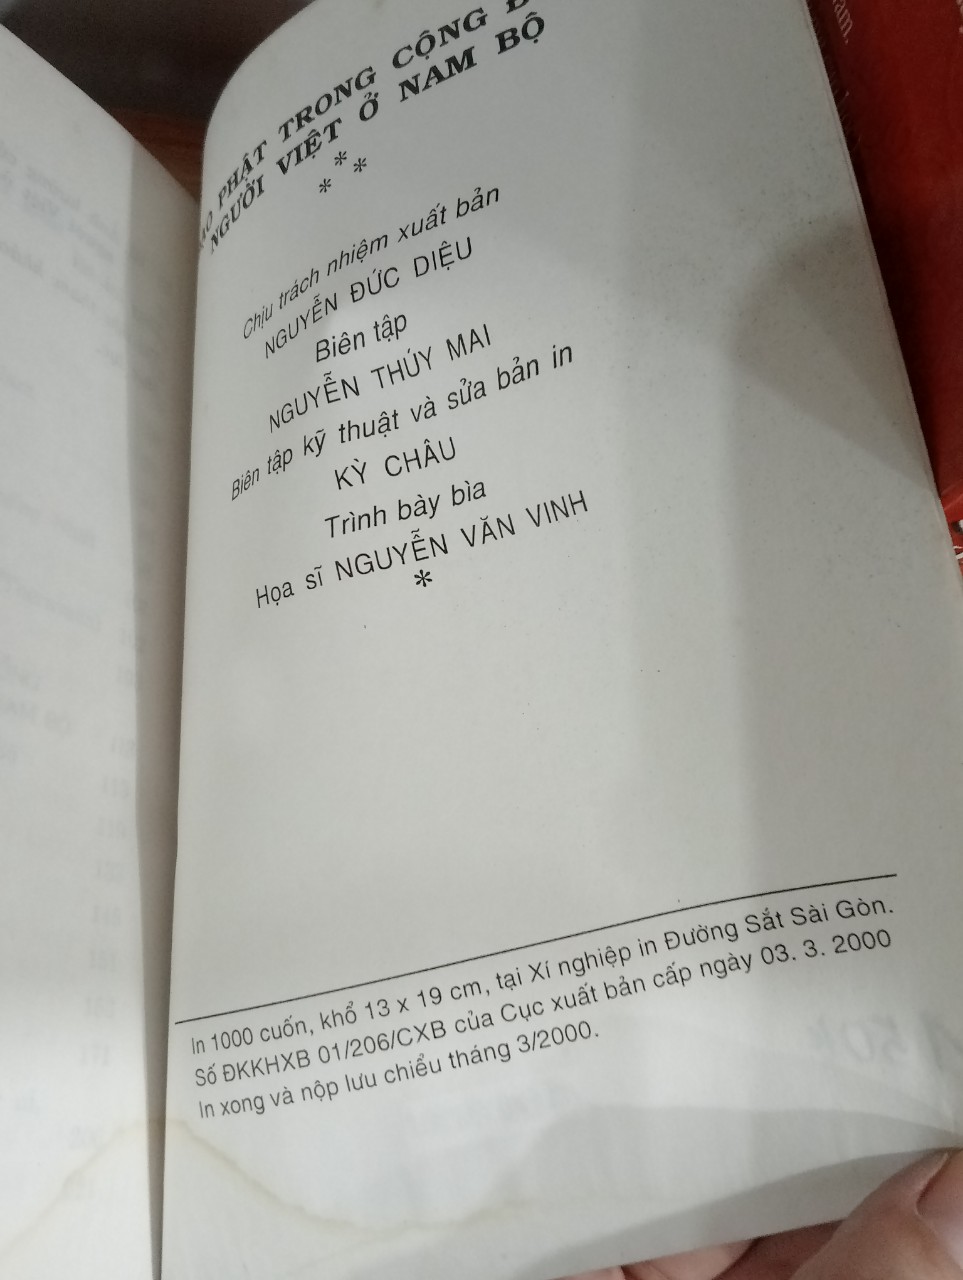 PHẬT TRONG CỘNG
NGƯỜI VIỆT Ở NAM BỘ
* * *
Chịu trách nhiệm xuất bản
NGUYỄN ĐỨC DIỆU
Biên tập
NGUYỄN THÚY MAI
Biên tập kỹ thuật và sửa bản in
KỲ CHÂU
Trình bày bìa
Họa sĩ NGUYỄN VĂN VINH
*
In 1000 cuốn, khổ 13 x 19 cm, tại Xí nghiệp in Đường Sắt Sài Gòn.
Số ĐKKHXB 01/206/CXB của Cục xuất bản cấp ngày 03. 3. 2000
In xong và nộp lưu chiểu tháng 3/2000.